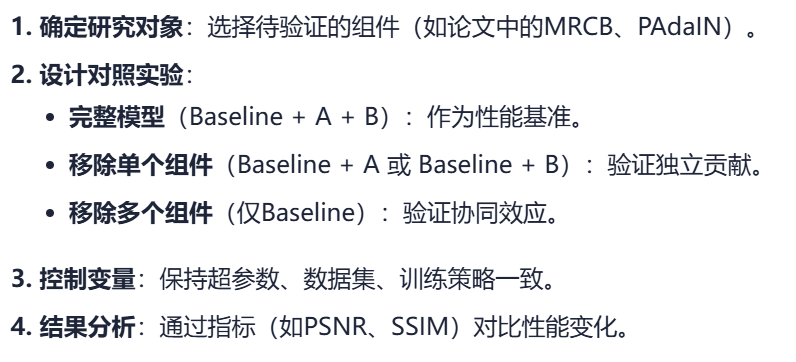 1. 确定研究对象：选择待验证的组件（如论文中的MRCB、PAdaIN）。
2. 设计对照实验：
• 完整模型（Baseline + A + B）：作为性能基准。
• 移除单个组件（Baseline + A 或 Baseline + B）：验证独立贡献。
• 移除多个组件（仅Baseline）：验证协同效应。
3. 控制变量：保持超参数、数据集、训练策略一致。
4. 结果分析：通过指标（如PSNR、SSIM）对比性能变化。